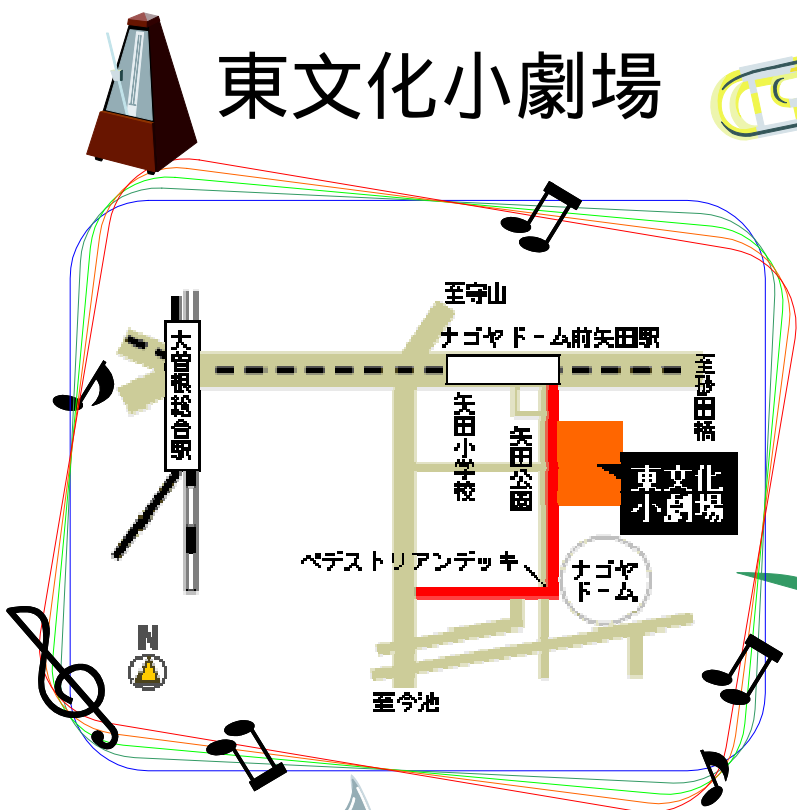 東文化小劇場
至守山
ナゴヤドーム前矢田駅
大曽根総合駅
至砂田橋
矢田小学校
矢田公園
東文化
小劇場
ペデストリアンデッキ
ナゴヤ
ドーム
N
至今池